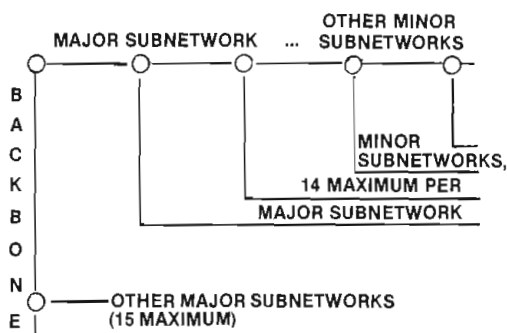 OTHER MINOR
MAJOR SUBNETWORK ... SUBNETWORKS
B
A
C
K
B
O
N
E
MINOR
SUBNETWORKS,
14 MAXIMUM PER
MAJOR SUBNETWORK
OTHER MAJOR SUBNETWORKS
(15 MAXIMUM)